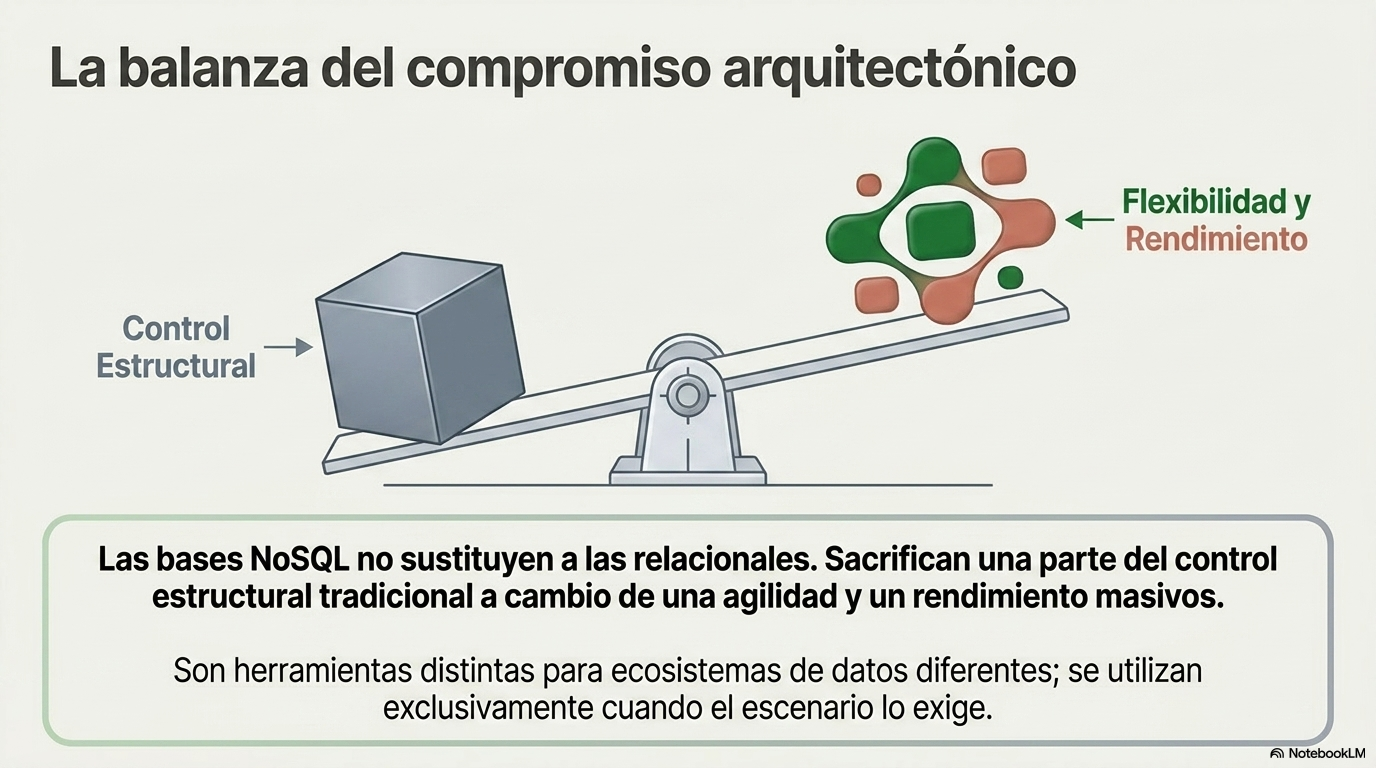 La balanza del compromiso arquitectónico
Flexibilidad y
Rendimiento
Control
Estructural
Las bases NoSQL no sustituyen a las relacionales. Sacrifican una parte del control
estructural tradicional a cambio de una agilidad y un rendimiento masivos.
Son herramientas distintas para ecosistemas de datos diferentes; se utilizan
exclusivamente cuando el escenario lo exige.
NotebookLM